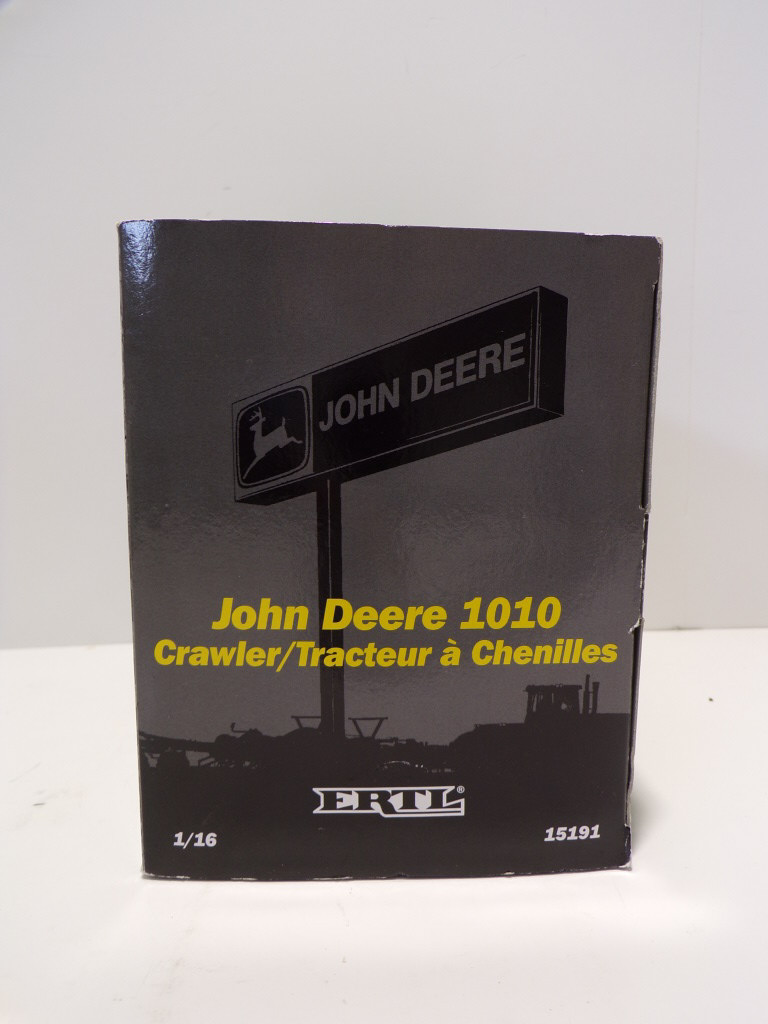 JOHN DEERE
John Deere 1010
Crawler/Tracteur à Chenilles
ERTL®
1/16
15191